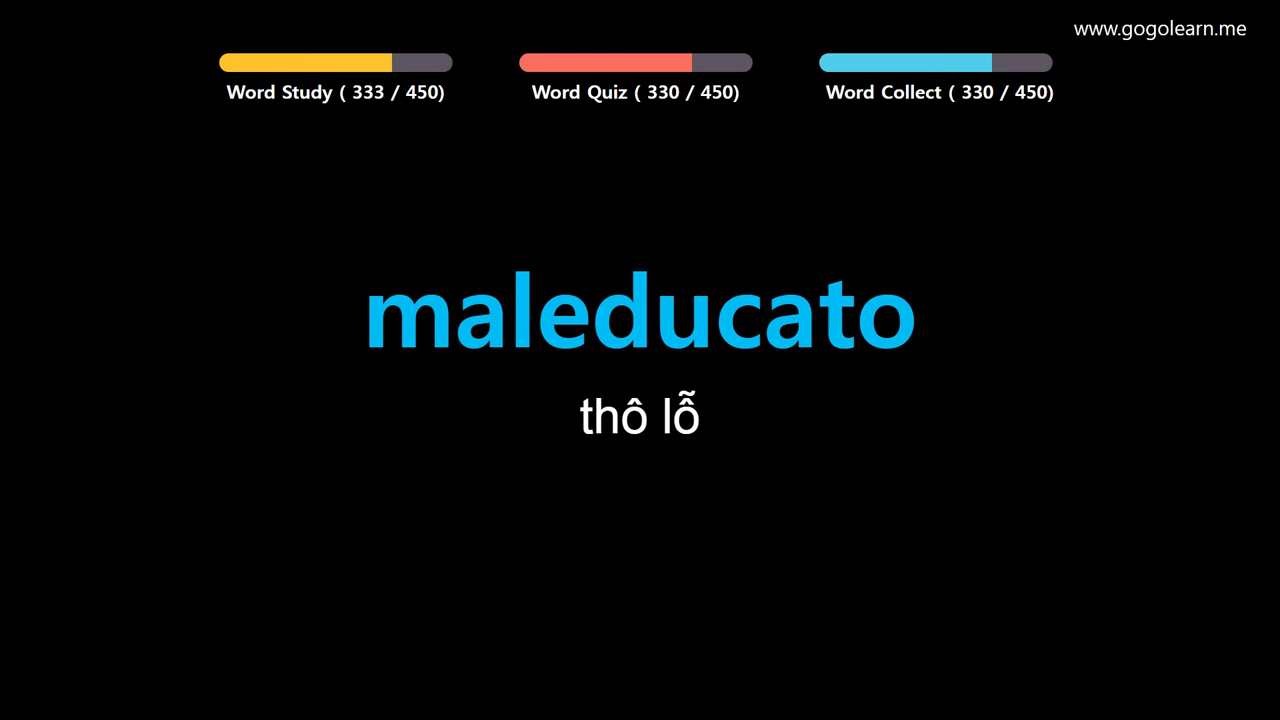 www.gogolearn.me
Word Study ( 333 / 450)
Word Quiz ( 330 / 450)
Word Collect ( 330 / 450)
maleducato
thô lỗ